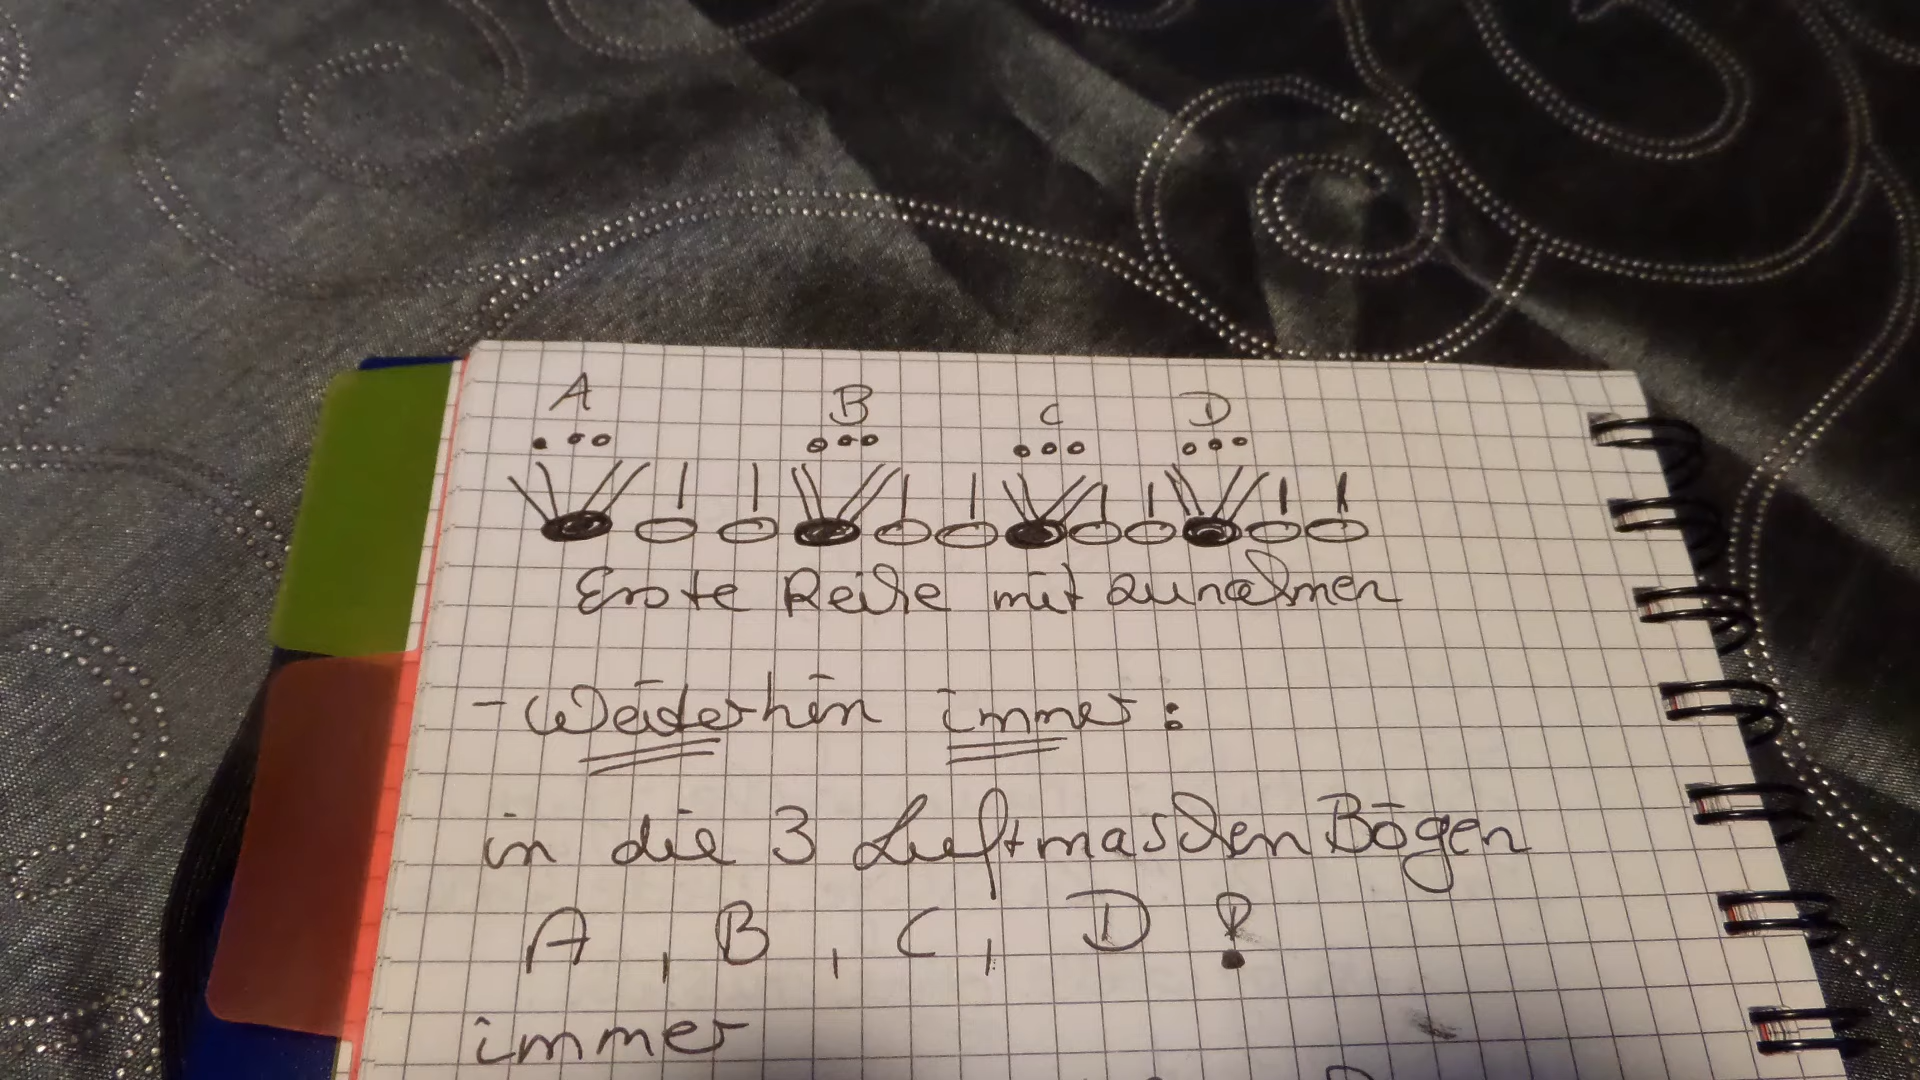 A B C D
Erste Reihe mit zunahmen
- Weiterhin immer :
in die 3 Luftmaschen Bögen
A , B , C , D !
immer